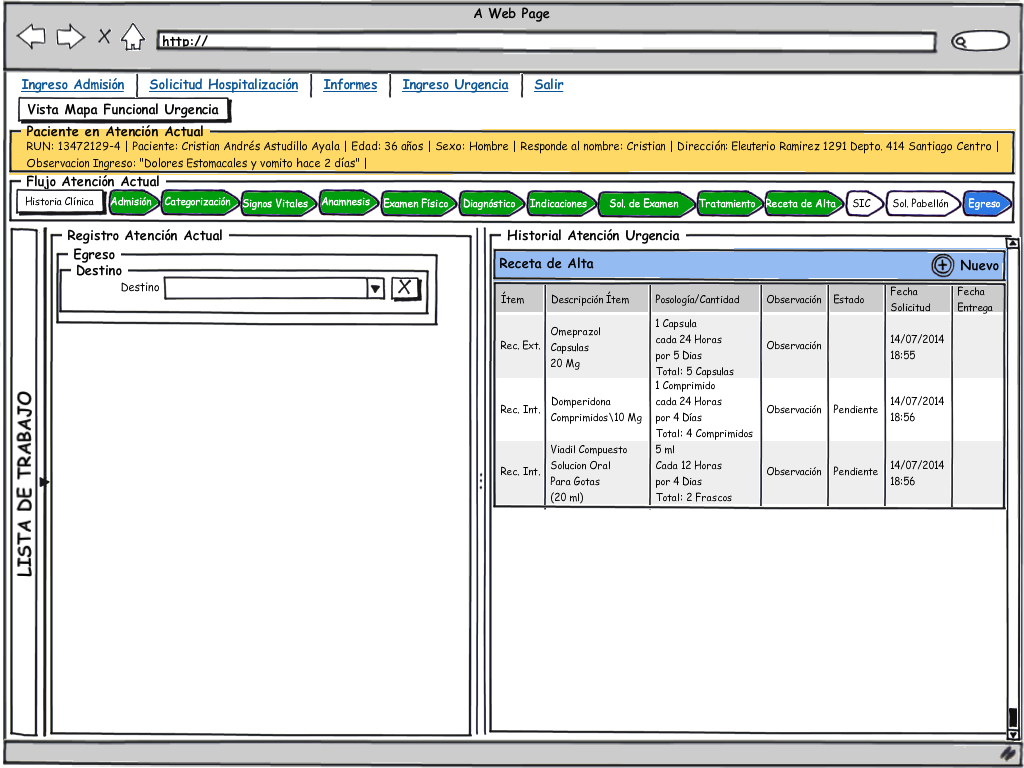 A Web Page
http://
Ingreso Admisión Solicitud Hospitalización Informes Ingreso Urgencia Salir
Vista Mapa Funcional Urgencia
Paciente en Atención Actual
RUN: 13472129-4 | Paciente: Cristian Andrés Astudillo Ayala | Edad: 36 años | Sexo: Hombre | Responde al nombre: Cristian | Dirección: Eleuterio Ramirez 1291 Depto. 414 Santiago Centro |
Observacion Ingreso: "Dolores Estomacales y vomito hace 2 días" |
Flujo Atención Actual
Historia Clínica Admisión Categorización Signos Vitales Anamnesis Examen Físico Diagnóstico Indicaciones Sol. de Examen Tratamiento Receta de Alta SIC Sol. Pabellón Egreso
LISTA DE TRABAJO
Registro Atención Actual
Egreso
Destino
Destino X
Historial Atención Urgencia
Receta de Alta Nuevo
Ítem Descripción Ítem Posología/Cantidad Observación Estado Fecha Solicitud Fecha Entrega
Rec. Ext.
Omeprazol
Capsulas
20 Mg
1 Capsula
cada 24 Horas
por 5 Dias
Total: 5 Capsulas
Observación
14/07/2014
18:55
Rec. Int.
Domperidona
Comprimidos\10 Mg
1 Comprimido
cada 24 Horas
por 4 Días
Total: 4 Comprimidos
Observación
Pendiente
14/07/2014
18:56
Rec. Int.
Viadil Compuesto
Solucion Oral
Para Gotas
(20 ml)
5 ml
Cada 12 Horas
por 4 Dias
Total: 2 Frascos
Observación
Pendiente
14/07/2014
18:56